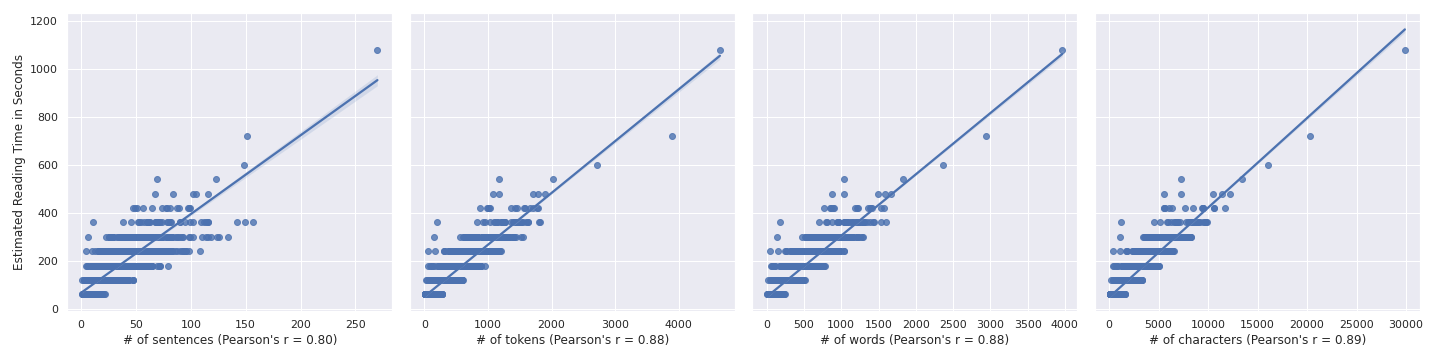 1200
1000
800
600
400
200
0
Estimated Reading Time in Seconds
0 50 100 150 200 250
# of sentences (Pearson's r = 0.80)
0 1000 2000 3000 4000
# of tokens (Pearson's r = 0.88)
0 500 1000 1500 2000 2500 3000 3500 4000
# of words (Pearson's r = 0.88)
0 5000 10000 15000 20000 25000 30000
# of characters (Pearson's r = 0.89)